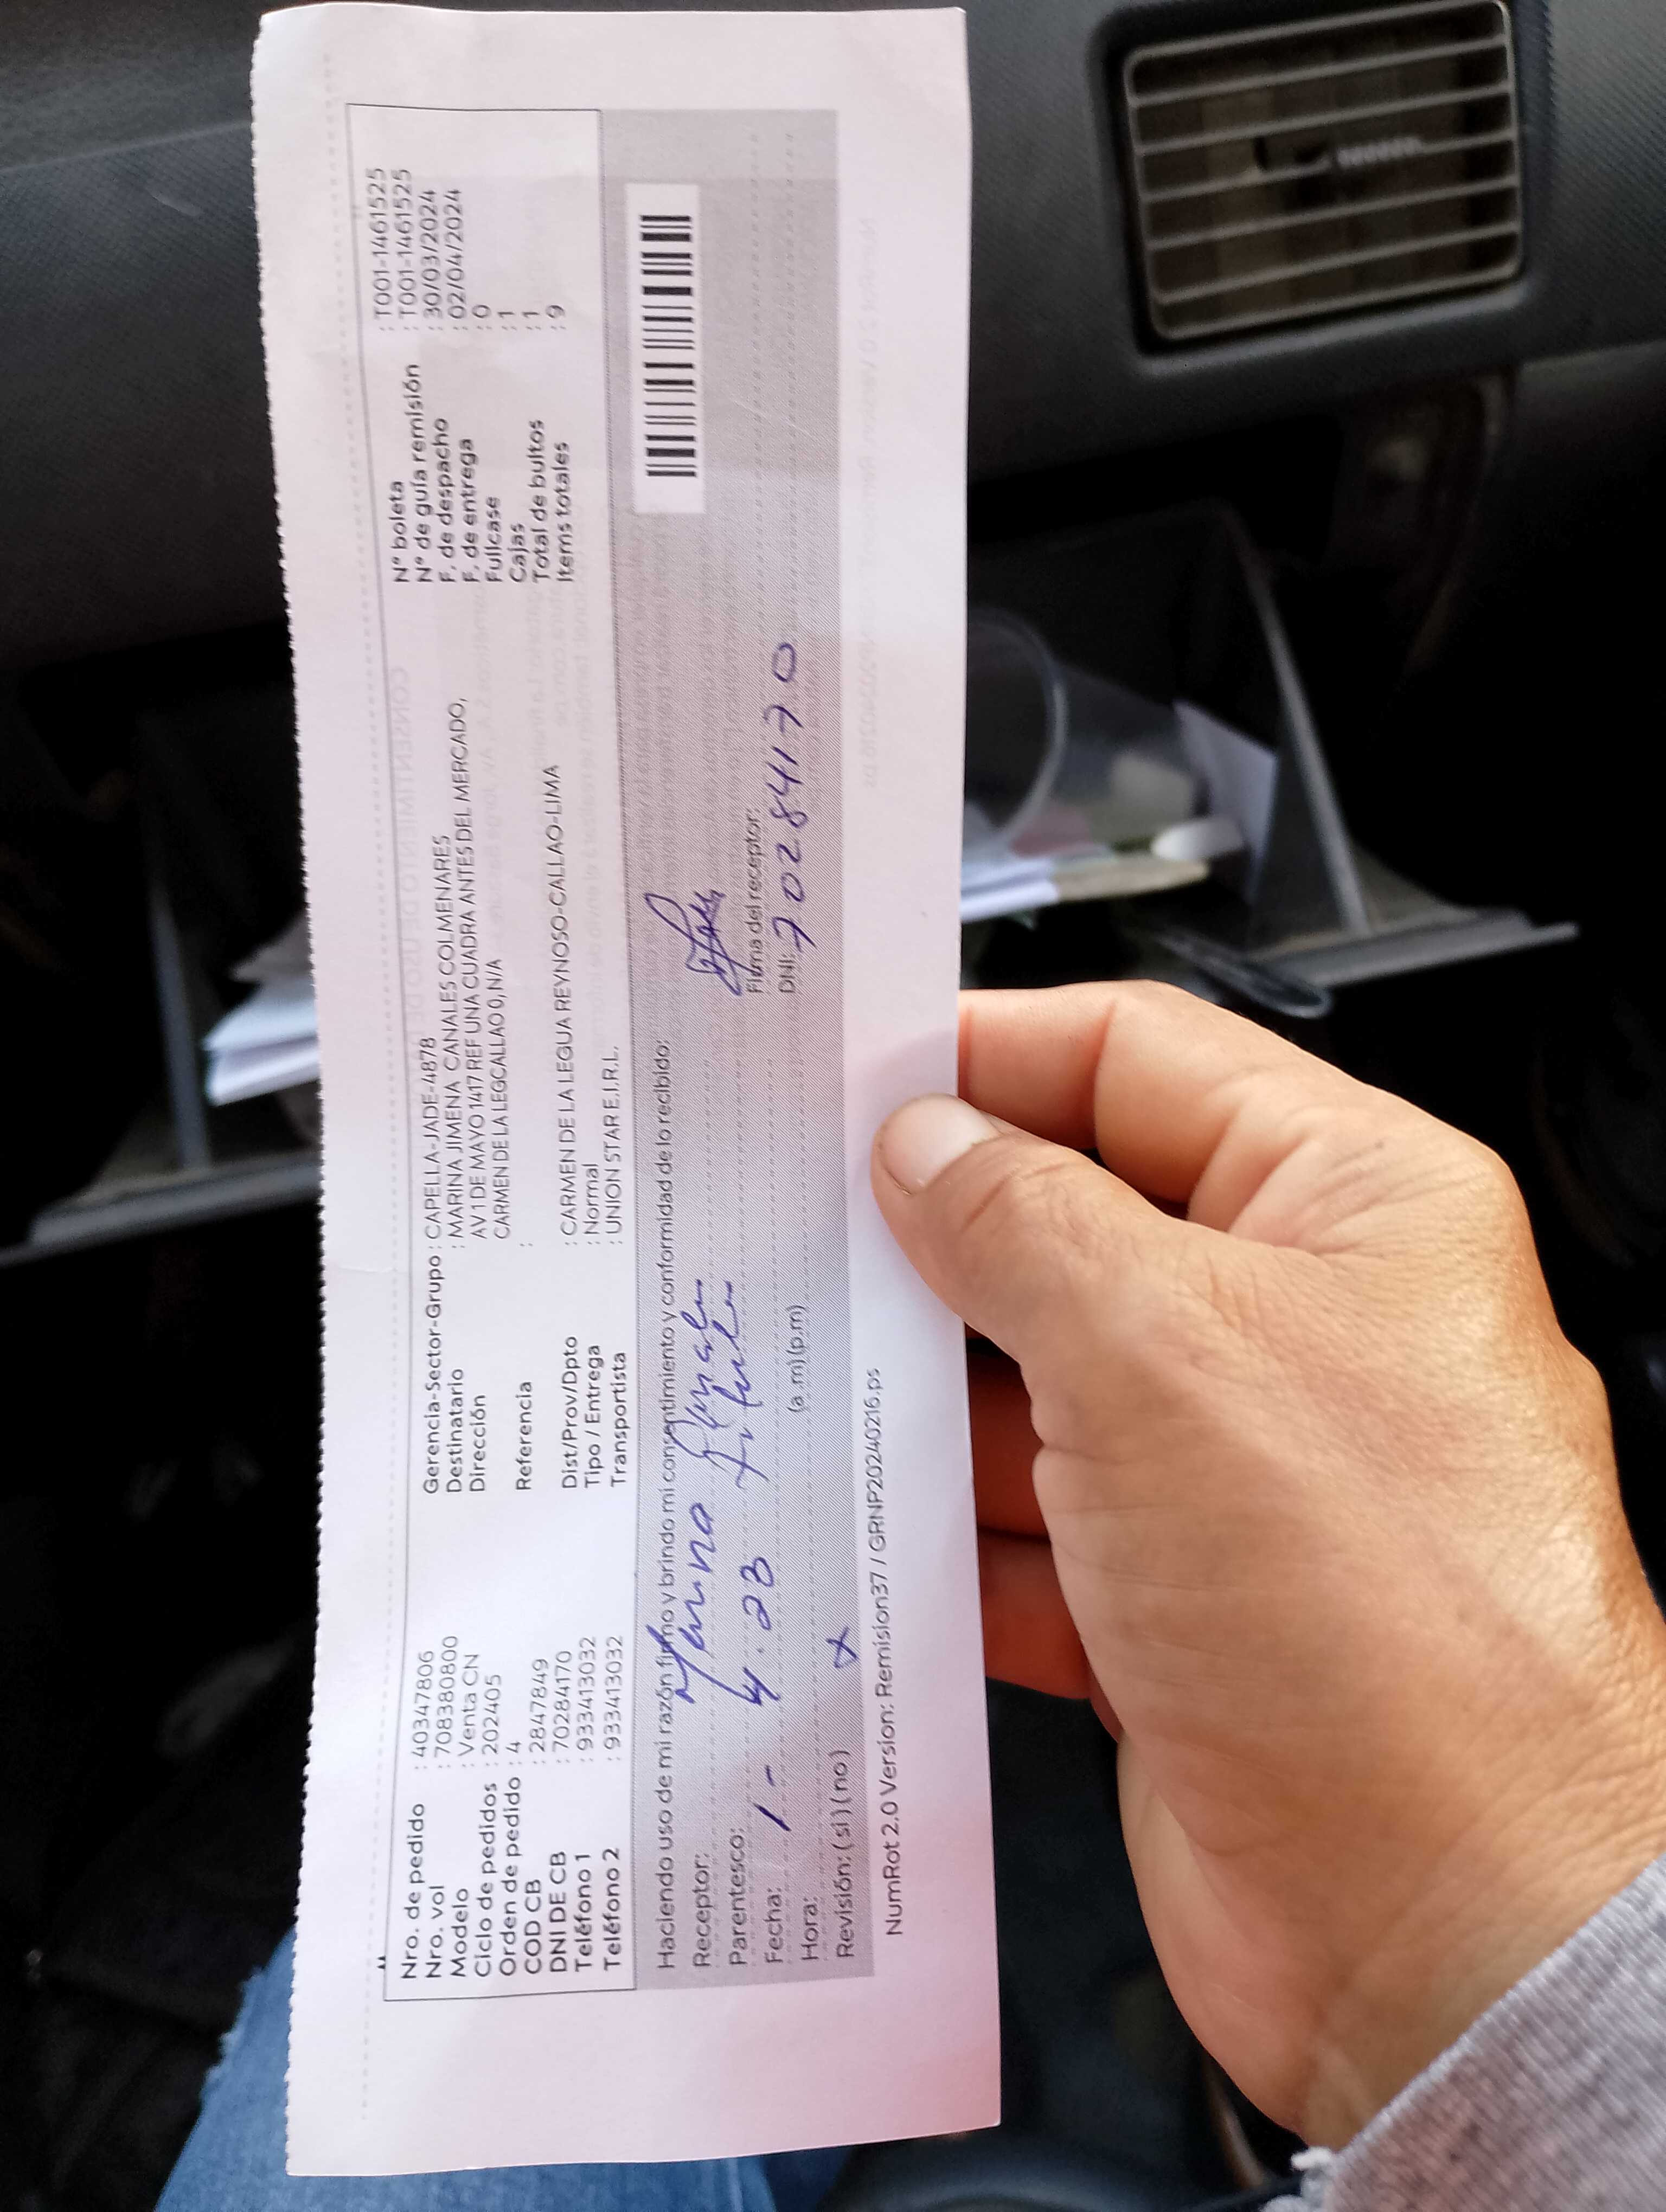 Nro. de pedido : 40347806
Nro. vol : 708380800
Modelo : Venta CN
Ciclo de pedidos : 202405
Orden de pedido : 4
COD CB : 2847849
DNI DE CB : 70284170
Teléfono 1 : 933413032
Teléfono 2 : 933413032
Gerencia-Sector-Grupo : CAPELLA-JADE-4878
Destinatario : MARINA JIMENA CANALES COLMENARES
Dirección : AV 1 DE MAYO 1417 REF UNA CUADRA ANTES DEL MERCADO,
CARMEN DE LA LEGCALLAO 0, N/A
Referencia :
Dist/Prov/Dpto : CARMEN DE LA LEGUA REYNOSO-CALLAO-LIMA
Tipo / Entrega : Normal
Transportista : UNION STAR E.I.R.L.
N° boleta : T001-1461525
N° de guía remisión : T001-1461525
F. de despacho : 30/03/2024
F. de entrega : 02/04/2024
Fullcase : 0
Cajas : 1
Total de bultos : 1
Items totales : 9
Haciendo uso de mi razón firmo y brindo mi consentimiento y conformidad de lo recibido:
Receptor:
Parentesco:
Fecha: 1 -
Hora: (a.m) (p.m)
Revisión: (si) (no) x
Firma del receptor:
DNI: 70284170
NumRot 2.0 Version: Remision37 / GRNP20240216.ps